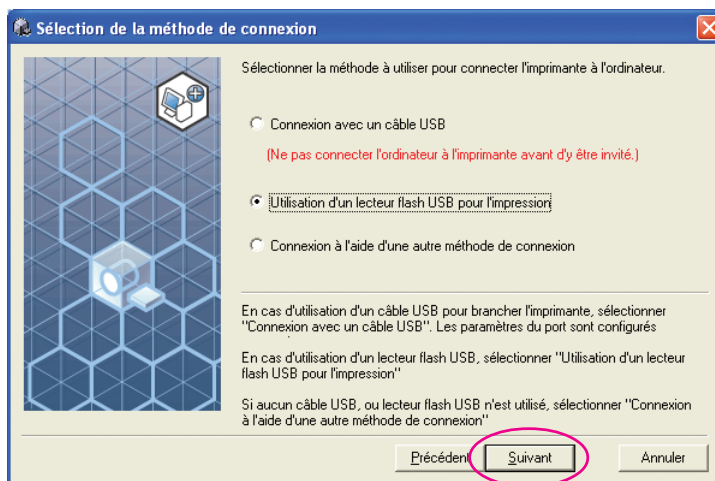 Sélection de la méthode de connexion
Sélectionner la méthode à utiliser pour connecter l'imprimante à l'ordinateur.
Connexion avec un câble USB
(Ne pas connecter l'ordinateur à l'imprimante avant d'y être invité.)
Utilisation d'un lecteur flash USB pour l'impression
Connexion à l'aide d'une autre méthode de connexion
En cas d'utilisation d'un câble USB pour brancher l'imprimante, sélectionner
"Connexion avec un câble USB". Les paramètres du port sont configurés
En cas d'utilisation d'un lecteur flash USB, sélectionner "Utilisation d'un lecteur
flash USB pour l'impression"
Si aucun câble USB, ou lecteur flash USB n'est utilisé, sélectionner "Connexion
à l'aide d'une autre méthode de connexion"
Précédent Suivant Annuler